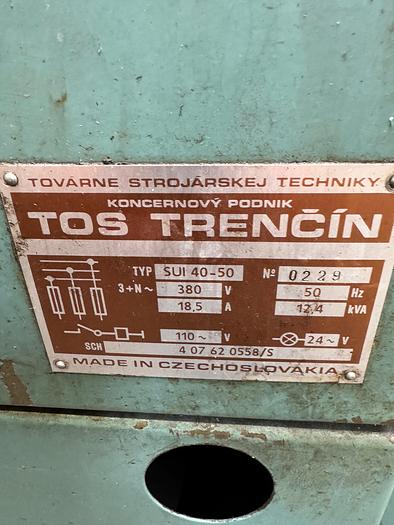 TOVÁRNE STROJÁRSKEJ TECHNIKY
KONCERNOVÝ PODNIK
TOS TRENČÍN
TYP SUI 40-50 Nº 0229
3+N~ 380 V 50 Hz
18,5 A 12,4 kVA
110~ V 24~ V
SCH 4 07 62 0558/S
MADE IN CZECHOSLOVAKIA